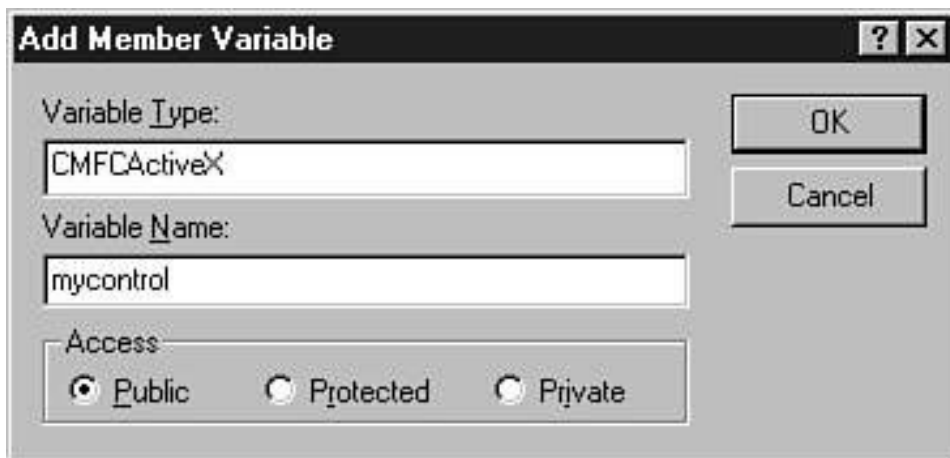 Add Member Variable
Variable Type:
OK
CMFCActiveX
Cancel
Variable Name:
mycontrol
Access
Public Protected Private